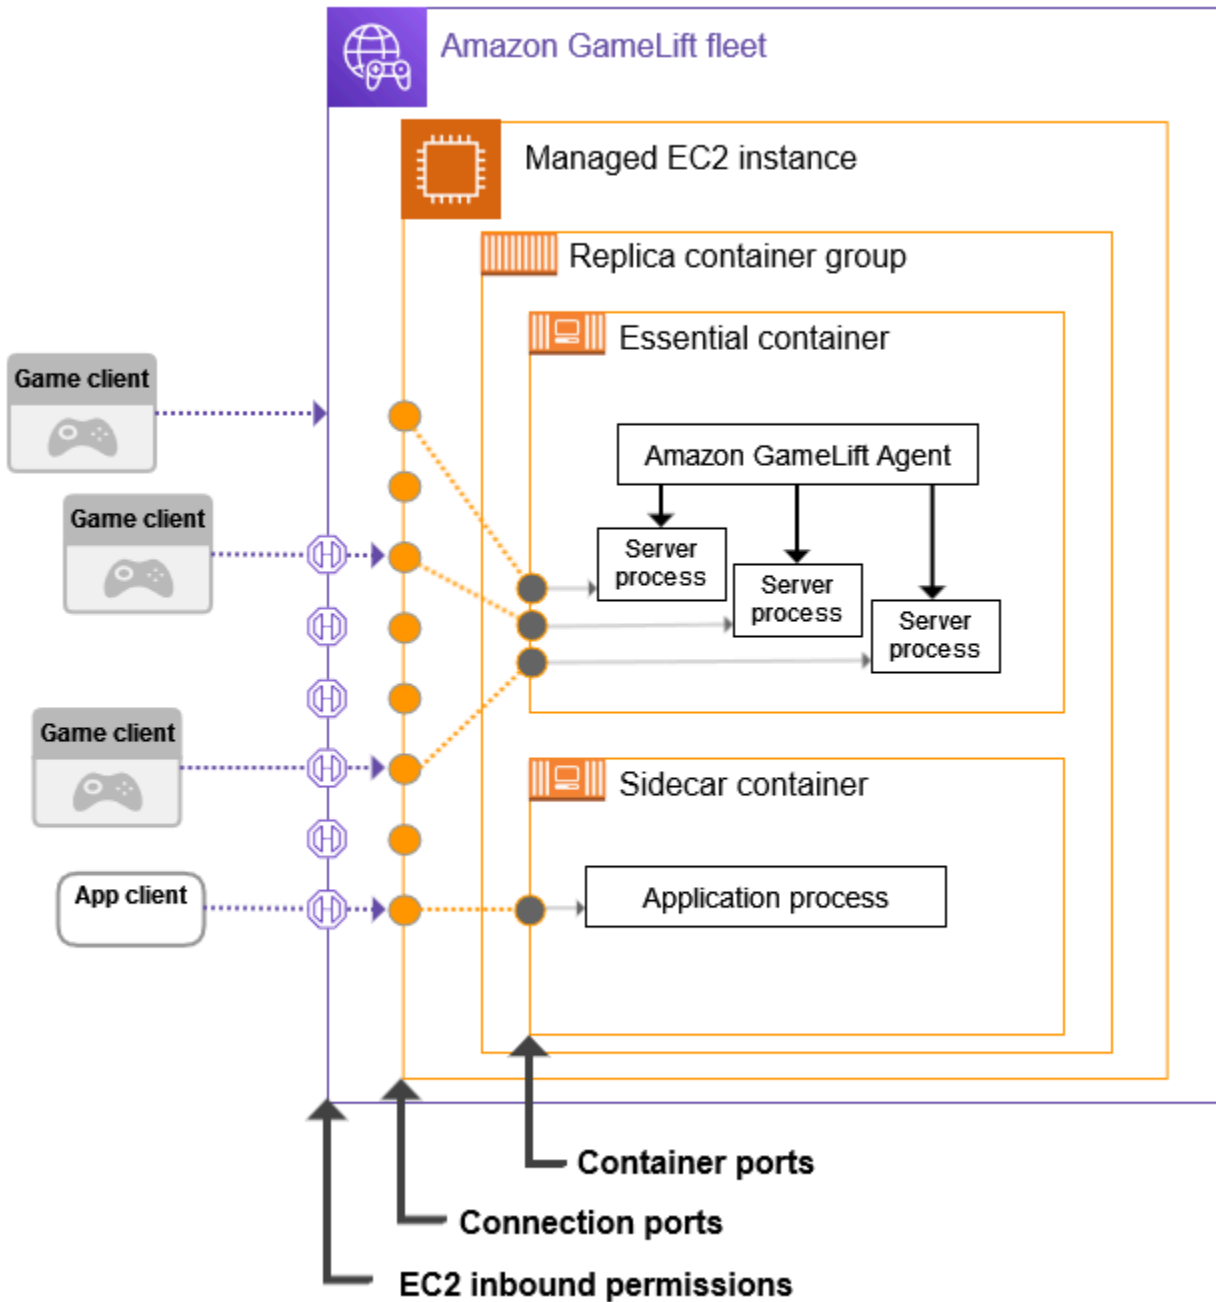 Amazon GameLift fleet
Managed EC2 instance
Replica container group
Essential container
Game client
Amazon GameLift Agent
Game client
Server
process
Server
process
Server
process
Game client
Sidecar container
App client
Application process
Container ports
Connection ports
EC2 inbound permissions